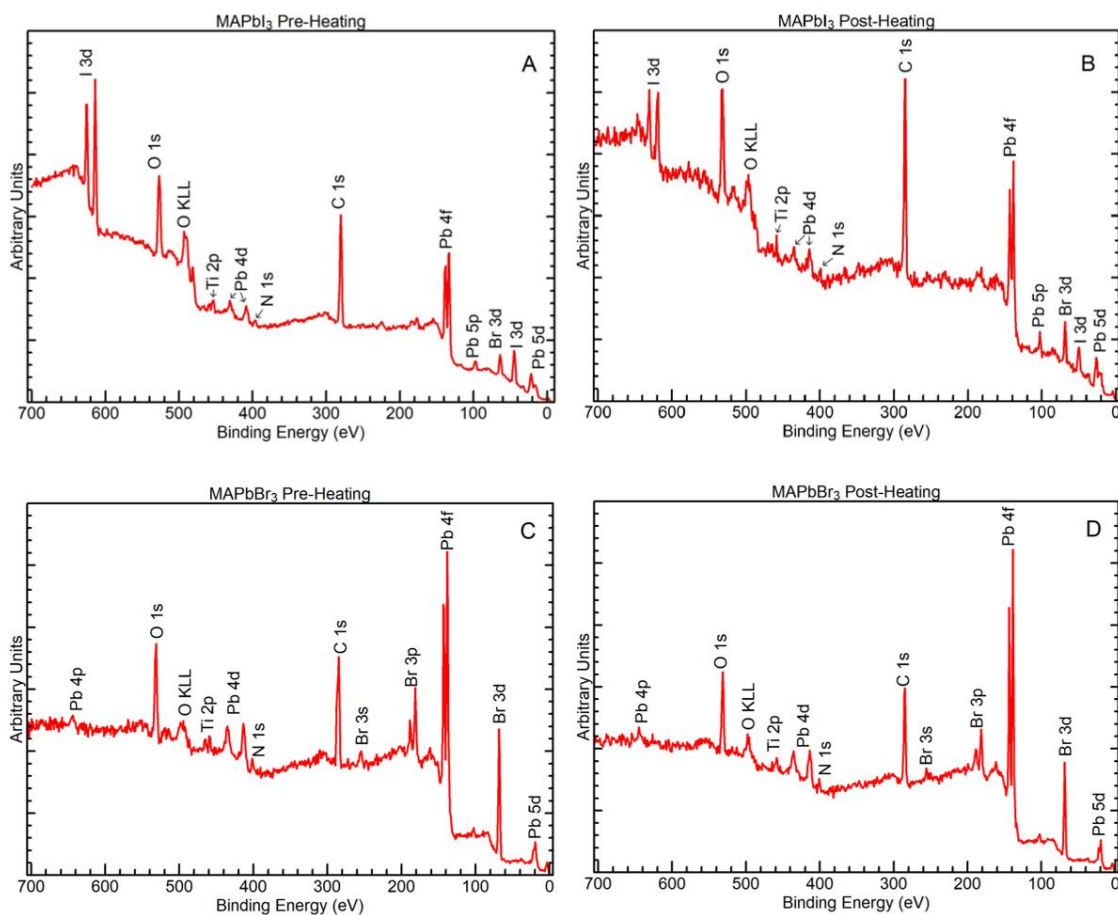 MAPbI₃ Pre-Heating
A
I 3d
O 1s
O KLL
Ti 2p
Pb 4d
N 1s
C 1s
Pb 4f
Pb 5p
Br 3d
I 3d
Pb 5d
Arbitrary Units
700 600 500 400 300 200 100 0
Binding Energy (eV)
MAPbI₃ Post-Heating
B
I 3d
O 1s
O KLL
Ti 2p
Pb 4d
N 1s
C 1s
Pb 4f
Pb 5p
Br 3d
I 3d
Pb 5d
Arbitrary Units
700 600 500 400 300 200 100 0
Binding Energy (eV)
MAPbBr₃ Pre-Heating
C
Pb 4p
O 1s
O KLL
Ti 2p
Pb 4d
N 1s
C 1s
Br 3s
Br 3p
Pb 4f
Br 3d
Pb 5d
Arbitrary Units
700 600 500 400 300 200 100 0
Binding Energy (eV)
MAPbBr₃ Post-Heating
D
Pb 4p
O 1s
O KLL
Ti 2p
Pb 4d
N 1s
C 1s
Br 3s
Br 3p
Pb 4f
Br 3d
Pb 5d
Arbitrary Units
700 600 500 400 300 200 100 0
Binding Energy (eV)